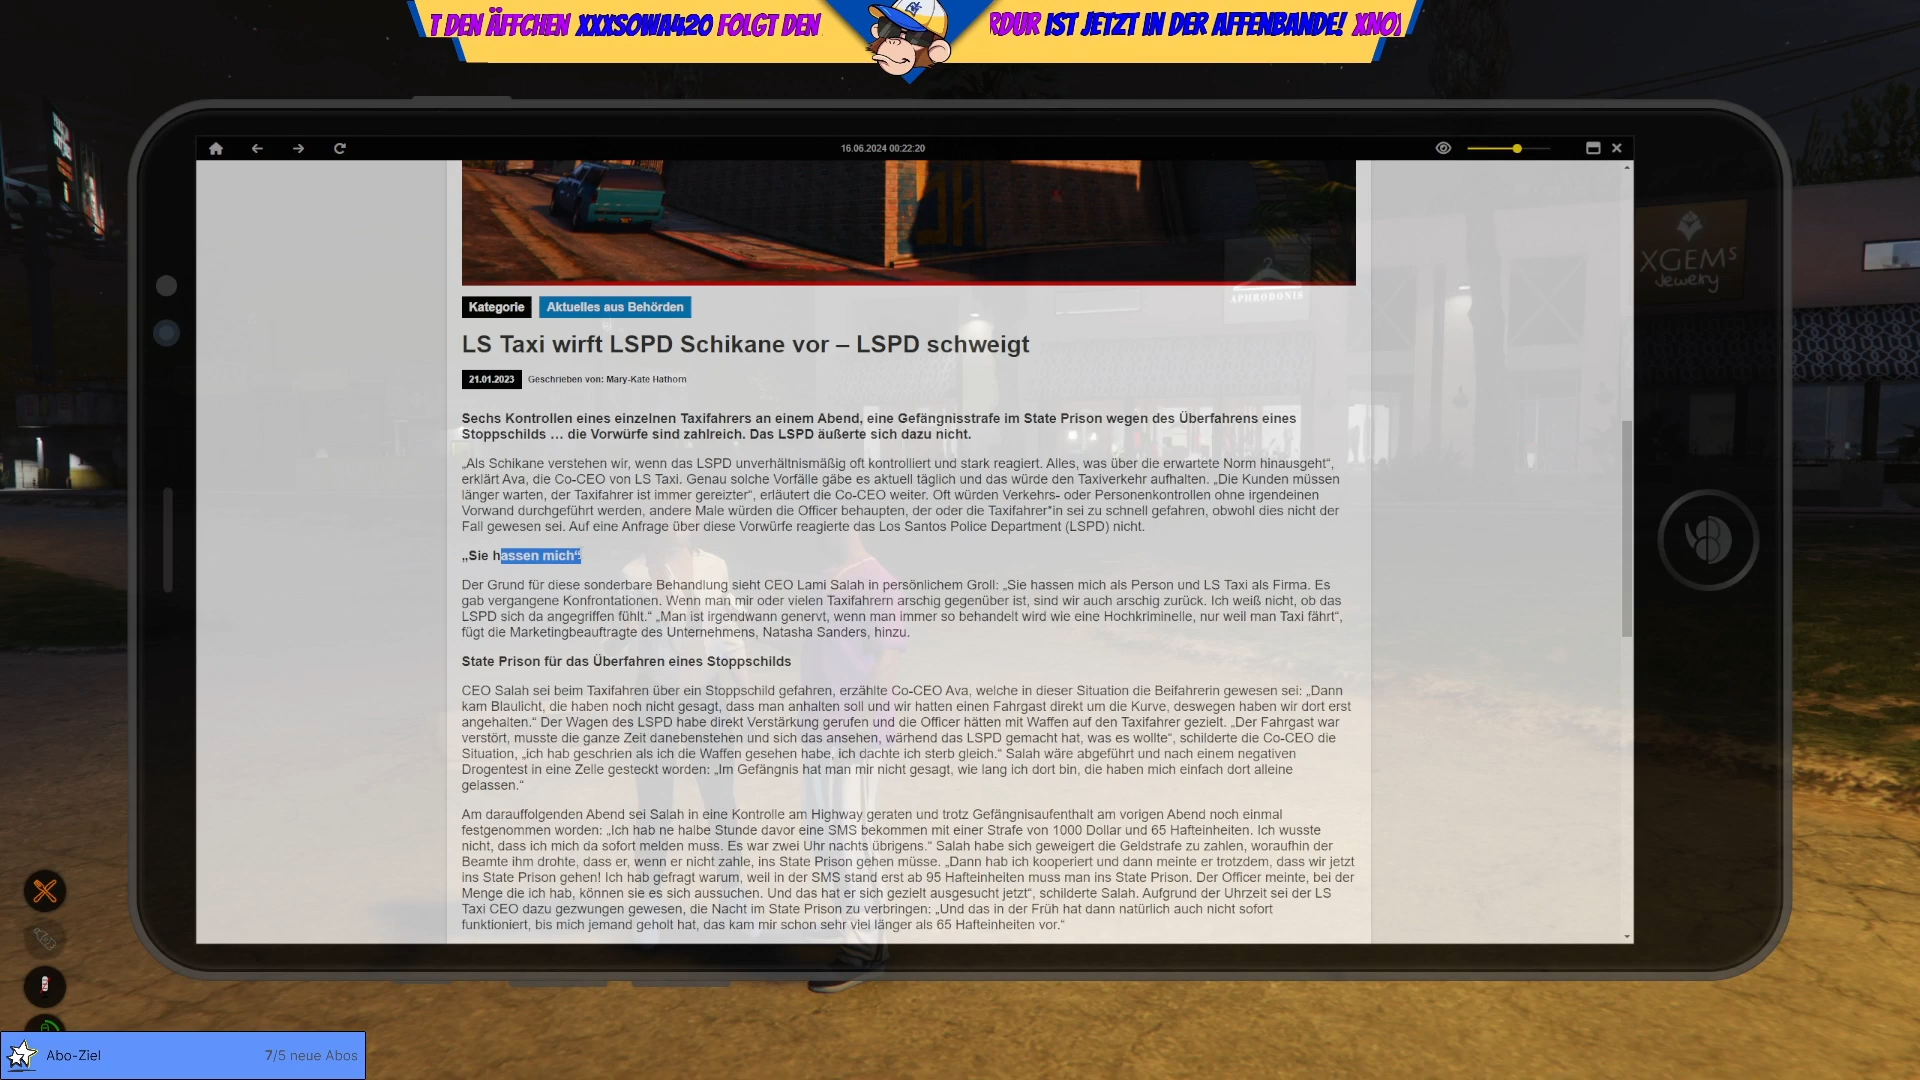 T DEN ÄFFCHEN XXXSOWA420 FOLGT DEN
RDUR IST JETZT IN DER AFFENBANDE! XNOX
16.06.2024 00:22:20
XGEMS
Jewelry
APHRODONIS
Kategorie Aktuelles aus Behörden
LS Taxi wirft LSPD Schikane vor – LSPD schweigt
21.01.2023 Geschrieben von: Mary-Kate Hathorn
Sechs Kontrollen eines einzelnen Taxifahrers an einem Abend, eine Gefängnisstrafe im State Prison wegen des Überfahrens eines
Stoppschilds … die Vorwürfe sind zahlreich. Das LSPD äußerte sich dazu nicht.
„Als Schikane verstehen wir, wenn das LSPD unverhältnismäßig oft kontrolliert und stark reagiert. Alles, was über die erwartete Norm hinausgeht“,
erklärt Ava, die Co-CEO von LS Taxi. Genau solche Vorfälle gäbe es aktuell täglich und das würde den Taxiverkehr aufhalten. „Die Kunden müssen
länger warten, der Taxifahrer ist immer gereizter“, erläutert die Co-CEO weiter. Oft würden Verkehrs- oder Personenkontrollen ohne irgendeinen
Vorwand durchgeführt werden, andere Male würden die Officer behaupten, der oder die Taxifahrer*in sei zu schnell gefahren, obwohl dies nicht der
Fall gewesen sei. Auf eine Anfrage über diese Vorwürfe reagierte das Los Santos Police Department (LSPD) nicht.
„Sie hassen mich“
Der Grund für diese sonderbare Behandlung sieht CEO Lami Salah in persönlichem Groll: „Sie hassen mich als Person und LS Taxi als Firma. Es
gab vergangene Konfrontationen. Wenn man mir oder vielen Taxifahrern arschig gegenüber ist, sind wir auch arschig zurück. Ich weiß nicht, ob das
LSPD sich da angegriffen fühlt.“ „Man ist irgendwann genervt, wenn man immer so behandelt wird wie eine Hochkriminelle, nur weil man Taxi fährt“,
fügt die Marketingbeauftragte des Unternehmens, Natasha Sanders, hinzu.
State Prison für das Überfahren eines Stoppschilds
CEO Salah sei beim Taxifahren über ein Stoppschild gefahren, erzählte Co-CEO Ava, welche in dieser Situation die Beifahrerin gewesen sei: „Dann
kam Blaulicht, die haben noch nicht gesagt, dass man anhalten soll und wir hatten einen Fahrgast direkt um die Kurve, deswegen haben wir dort erst
angehalten.“ Der Wagen des LSPD habe direkt Verstärkung gerufen und die Officer hätten mit Waffen auf den Taxifahrer gezielt. „Der Fahrgast war
verstört, musste die ganze Zeit danebenstehen und sich das ansehen, wärhend das LSPD gemacht hat, was es wollte“, schilderte die Co-CEO die
Situation, „ich hab geschrien als ich die Waffen gesehen habe, ich dachte ich sterb gleich.“ Salah wäre abgeführt und nach einem negativen
Drogentest in eine Zelle gesteckt worden: „Im Gefängnis hat man mir nicht gesagt, wie lang ich dort bin, die haben mich einfach dort alleine
gelassen.“
Am darauffolgenden Abend sei Salah in eine Kontrolle am Highway geraten und trotz Gefängnisaufenthalt am vorigen Abend noch einmal
festgenommen worden: „Ich hab ne halbe Stunde davor eine SMS bekommen mit einer Strafe von 1000 Dollar und 65 Hafteinheiten. Ich wusste
nicht, dass ich mich da sofort melden muss. Es war zwei Uhr nachts übrigens.“ Salah habe sich geweigert die Geldstrafe zu zahlen, woraufhin der
Beamte ihm drohte, dass er, wenn er nicht zahle, ins State Prison gehen müsse. „Dann hab ich kooperiert und dann meinte er trotzdem, dass wir jetzt
ins State Prison gehen! Ich hab gefragt warum, weil in der SMS stand erst ab 95 Hafteinheiten muss man ins State Prison. Der Officer meinte, bei der
Menge die ich hab, können sie es sich aussuchen. Und das hat er sich gezielt ausgesucht jetzt“, schilderte Salah. Aufgrund der Uhrzeit sei der LS
Taxi CEO dazu gezwungen gewesen, die Nacht im State Prison zu verbringen: „Und das in der Früh hat dann natürlich auch nicht sofort
funktioniert, bis mich jemand geholt hat, das kam mir schon sehr viel länger als 65 Hafteinheiten vor.“
Abo-Ziel 7/5 neue Abos